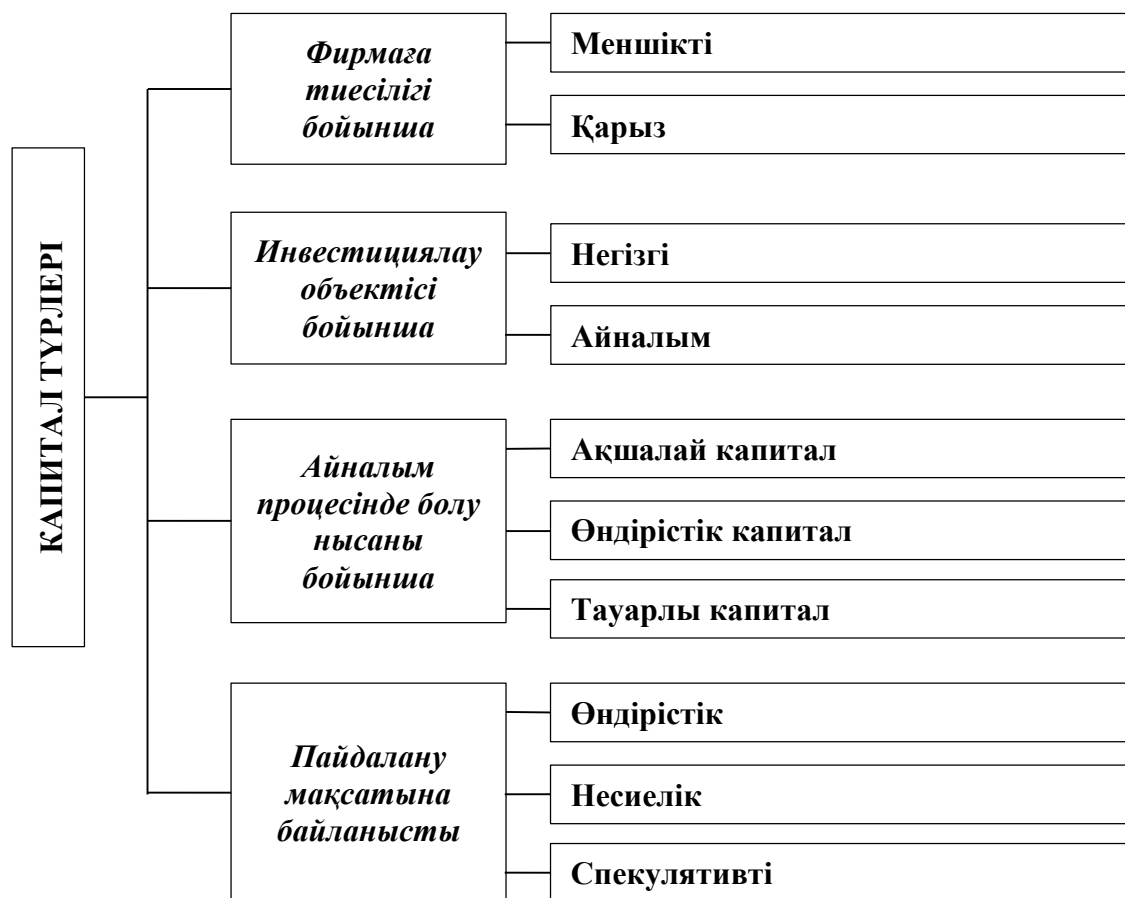 КАПИТАЛ ТҮРЛЕРІ
Фирмаға
тиесілігі
бойынша
Меншікті
Қарыз
Инвестициялау
объектісі
бойынша
Негізгі
Айналым
Айналым
процесінде болу
нысаны
бойынша
Ақшалай капитал
Өндірістік капитал
Тауарлы капитал
Пайдалану
мақсатына
байланысты
Өндірістік
Несиелік
Спекулятивті